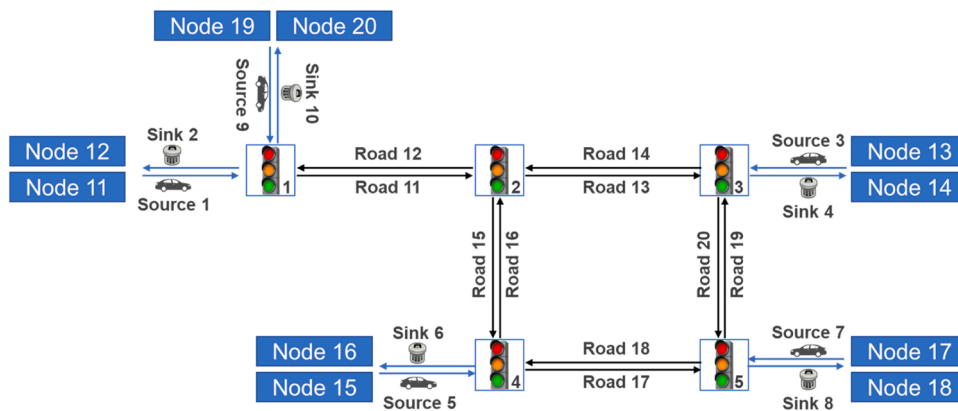 Node 19
Node 20
Source 9
Sink 10
Sink 2
Node 12
Node 11
Source 1
1
Road 12
Road 11
2
Road 14
Road 13
3
Source 3
Node 13
Node 14
Sink 4
Road 15
Road 16
Road 20
Road 19
Sink 6
Node 16
Node 15
Source 5
4
Road 18
Road 17
5
Source 7
Node 17
Node 18
Sink 8